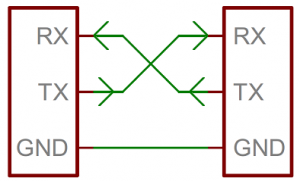 RX RX
TX TX
GND GND